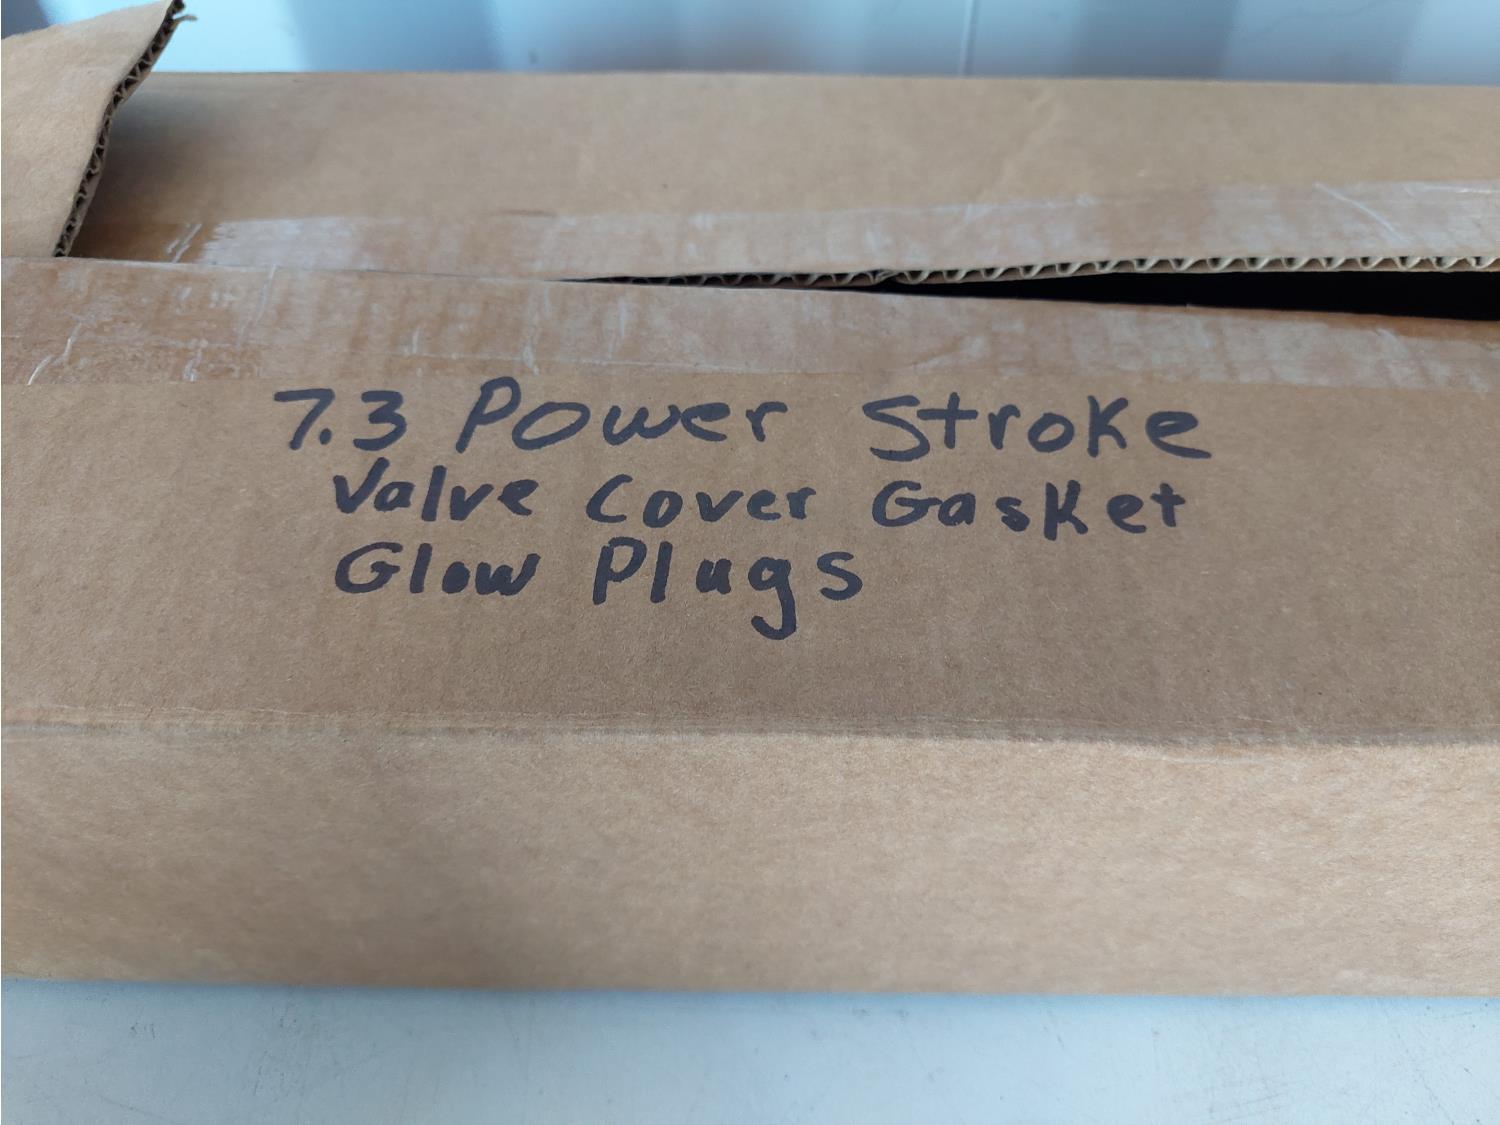 7.3 Power Stroke
Valve Cover Gasket
Glow Plugs